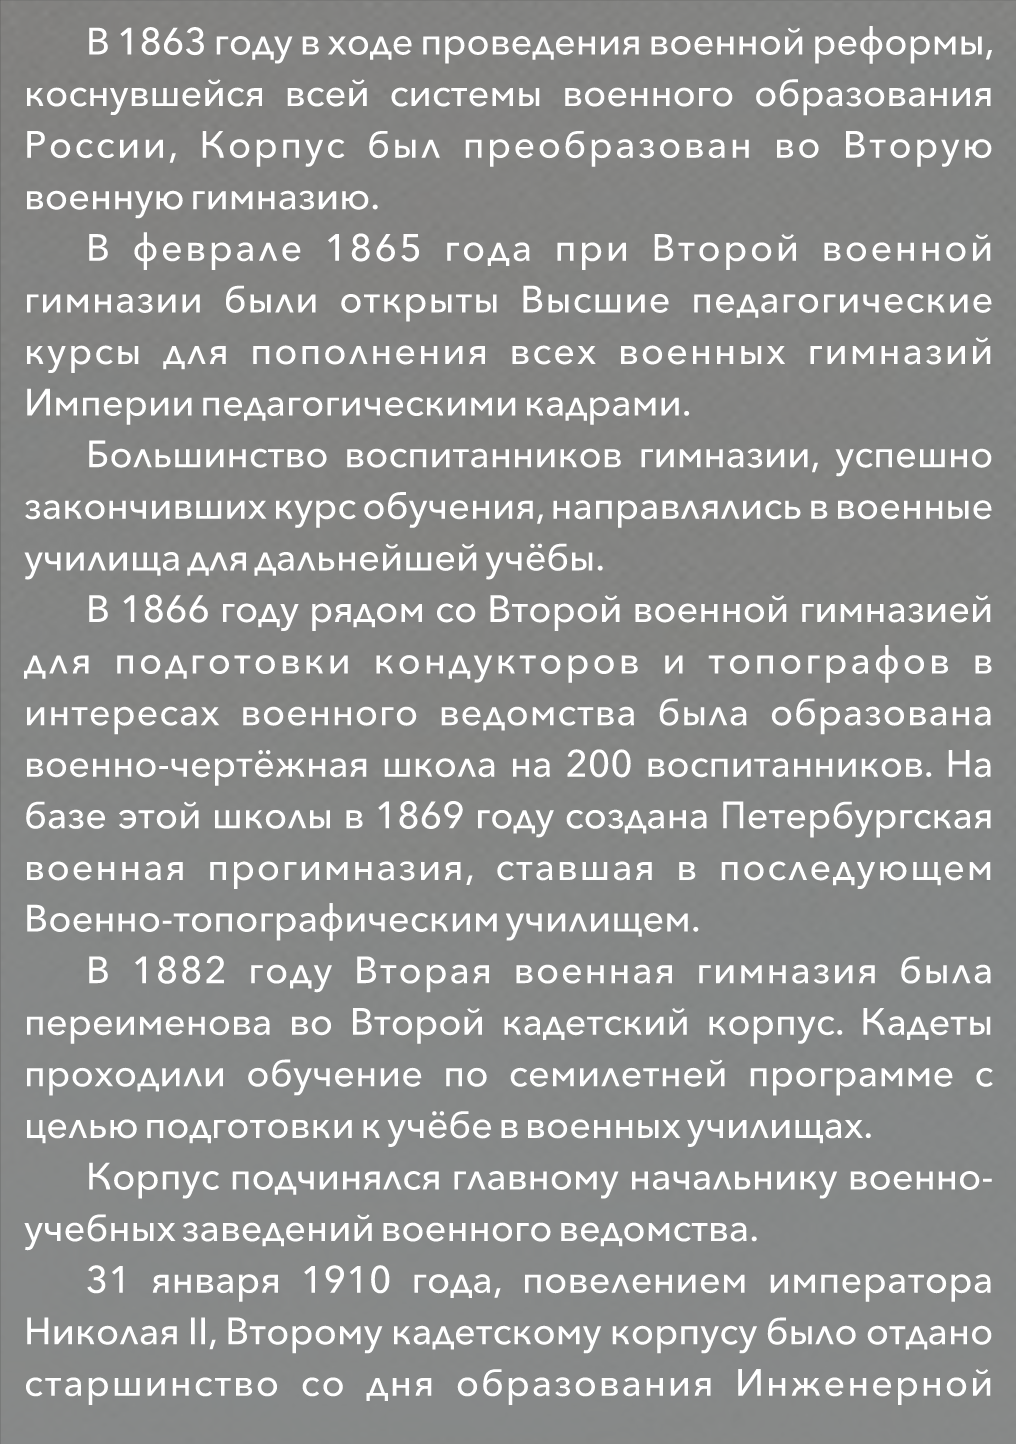 В 1863 году в ходе проведения военной реформы,
коснувшейся всей системы военного образования
России, Корпус был преобразован во Вторую
военную гимназию.
В феврале 1865 года при Второй военной
гимназии были открыты Высшие педагогические
курсы для пополнения всех военных гимназий
Империи педагогическими кадрами.
Большинство воспитанников гимназии, успешно
закончивших курс обучения, направлялись в военные
училища для дальнейшей учёбы.
В 1866 году рядом со Второй военной гимназией
для подготовки кондукторов и топографов в
интересах военного ведомства была образована
военно-чертёжная школа на 200 воспитанников. На
базе этой школы в 1869 году создана Петербургская
военная прогимназия, ставшая в последующем
Военно-топографическим училищем.
В 1882 году Вторая военная гимназия была
переименова во Второй кадетский корпус. Кадеты
проходили обучение по семилетней программе с
целью подготовки к учёбе в военных училищах.
Корпус подчинялся главному начальнику военно-
учебных заведений военного ведомства.
31 января 1910 года, повелением императора
Николая II, Второму кадетскому корпусу было отдано
старшинство со дня образования Инженерной